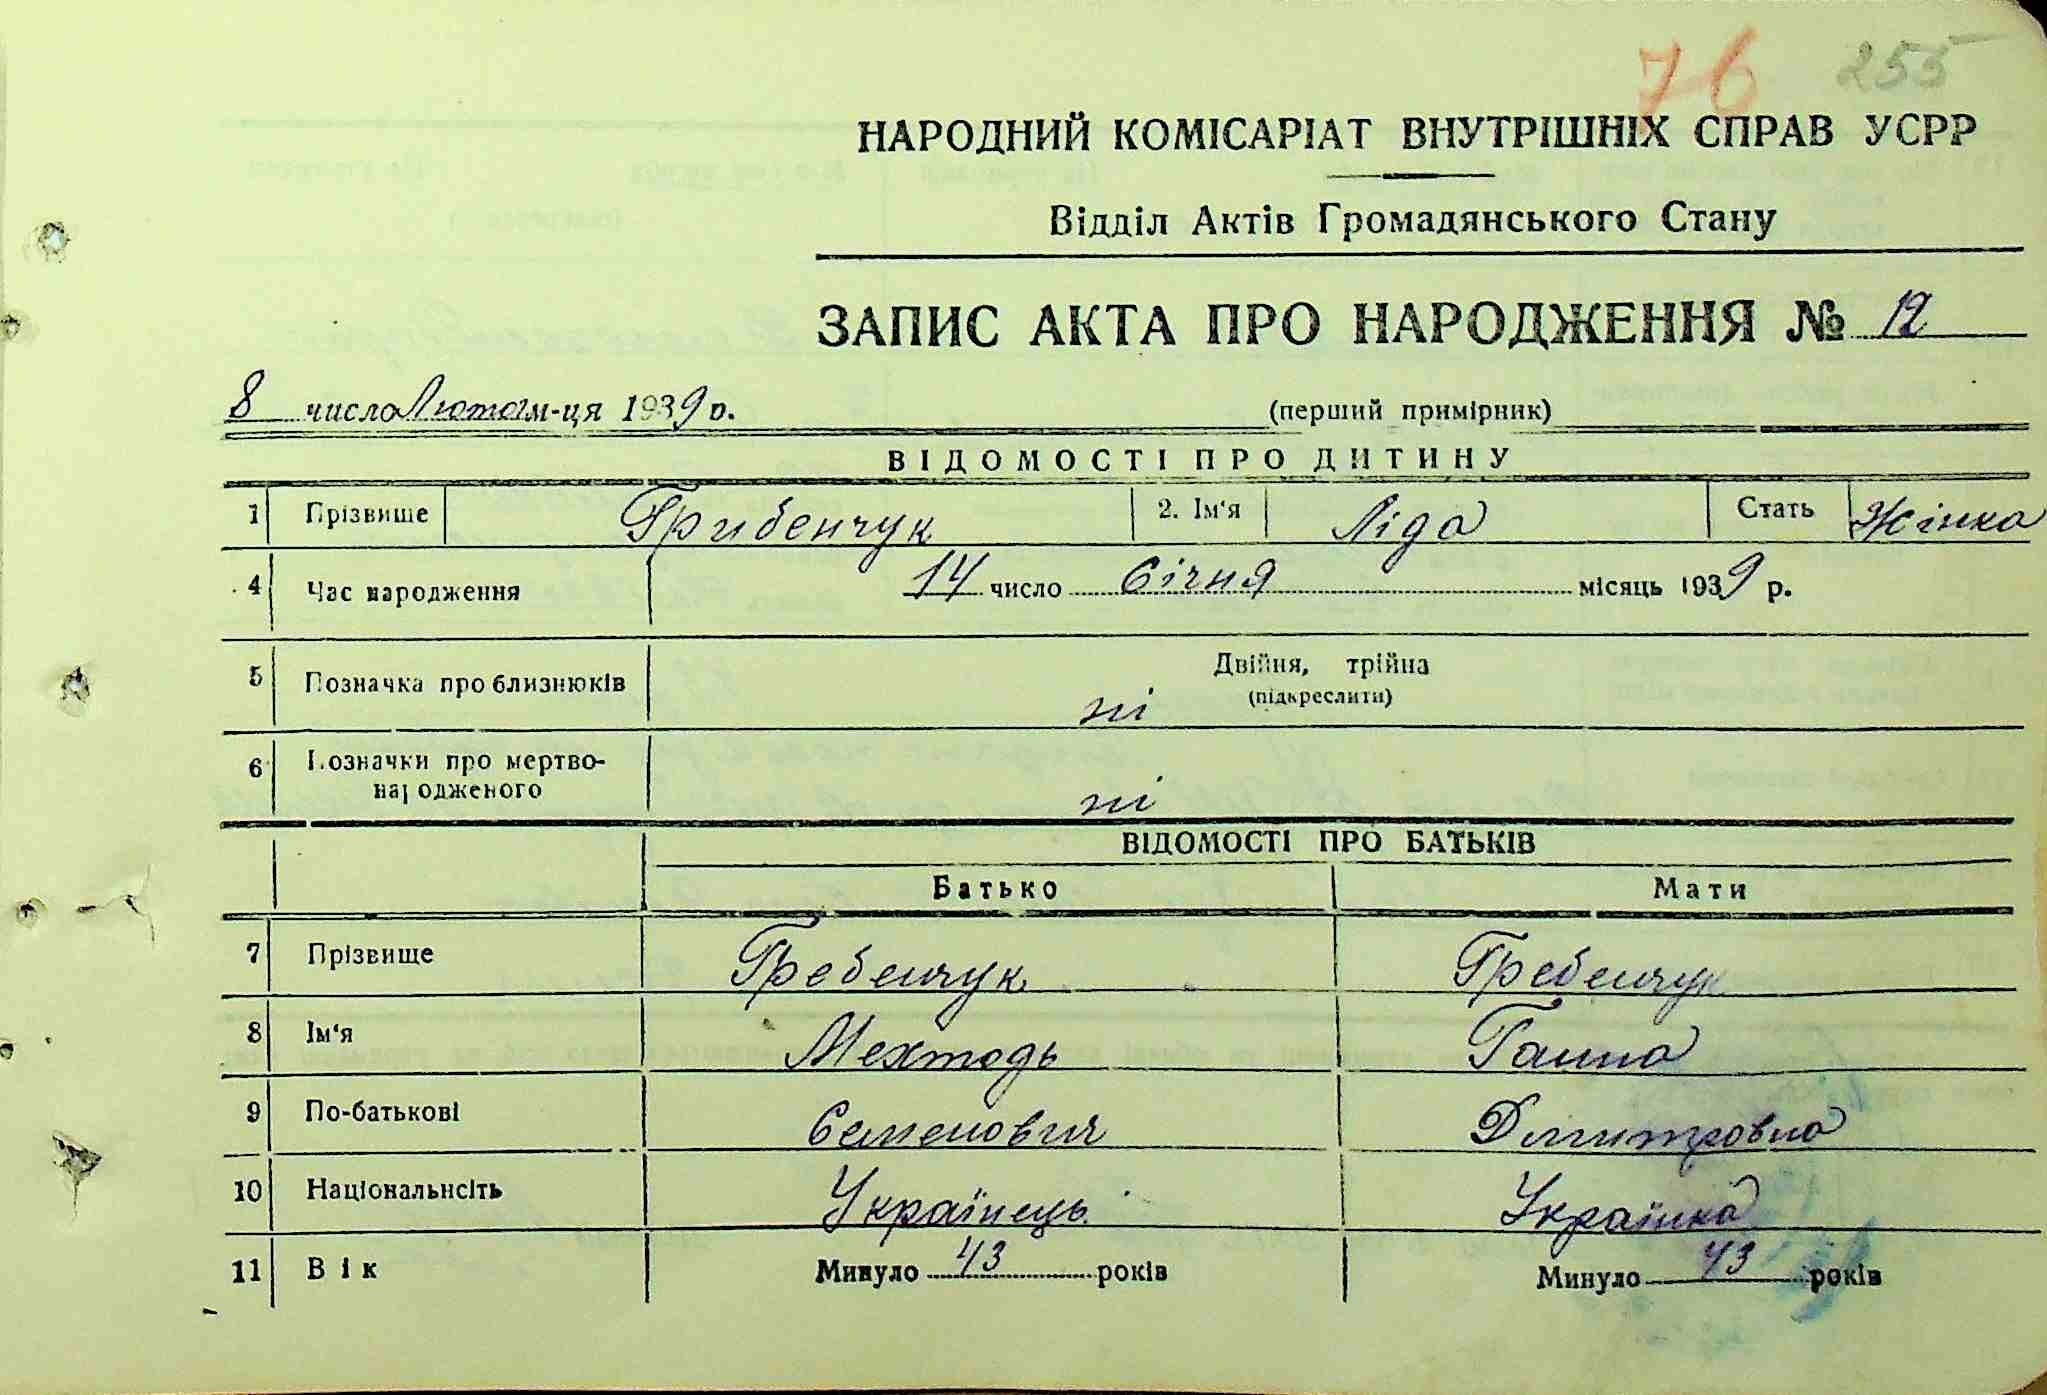 76 255
НАРОДНИЙ КОМІСАРІАТ ВНУТРІШНІХ СПРАВ УСРР
Відділ Актів Громадянського Стану
ЗАПИС АКТА ПРО НАРОДЖЕННЯ № 12
8 число Лютого м-ця 1939 р. (перший примірник)
ВІДОМОСТІ ПРО ДИТИНУ
1 Прізвище Грибенчук 2. Ім'я Ліда Стать Жінка
4 Час народження 14 число Січня місяць 1939 р.
5 Позначка про близнюків Двійня, трійна
(підкреслити)
ні
6 Позначки про мертво-
народженого ні
ВІДОМОСТІ ПРО БАТЬКІВ
Батько Мати
7 Прізвище Гребенчук Гребенчук
8 Ім'я Мехтодь Ганна
9 По-батькові Семенович Дмитровна
10 Національнсіть Українець Українка
11 Вік Минуло 43 років Минуло 43 років